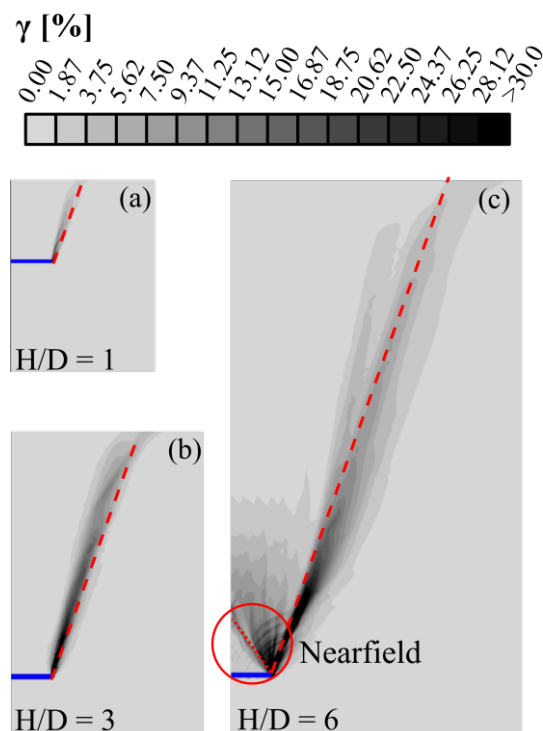 γ [%]
0.00
1.87
3.75
5.62
7.50
9.37
11.25
13.12
15.00
16.87
18.75
20.62
22.50
24.37
26.25
28.12
>30.0
(a)
H/D = 1
(b)
H/D = 3
(c)
Nearfield
H/D = 6